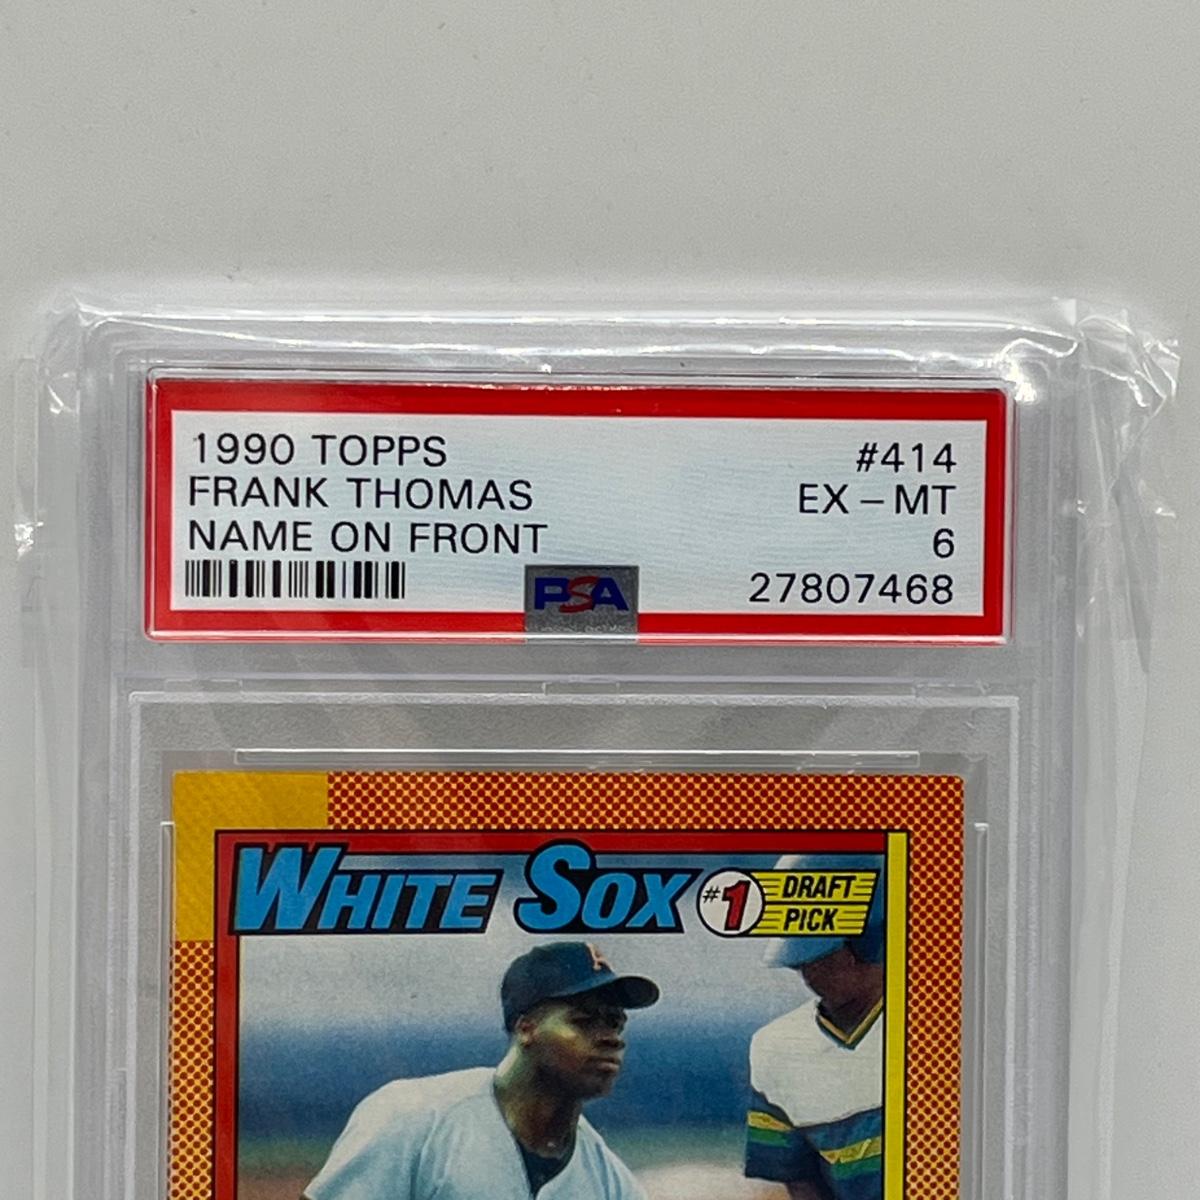 1990 TOPPS #414
FRANK THOMAS EX-MT
NAME ON FRONT 6
27807468
PSA
WHITE SOX #1 DRAFT PICK